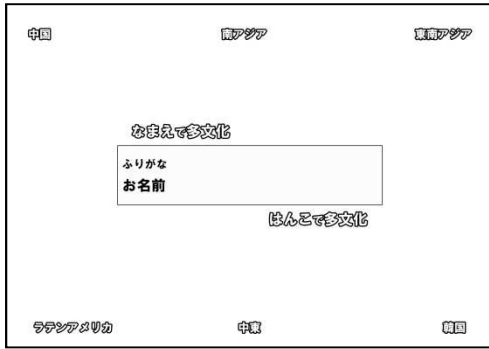 中国 南アジア 東南アジア
なまえで多文化
ふりがな
お名前
はんこで多文化
ラテンアメリカ 中東 韓国